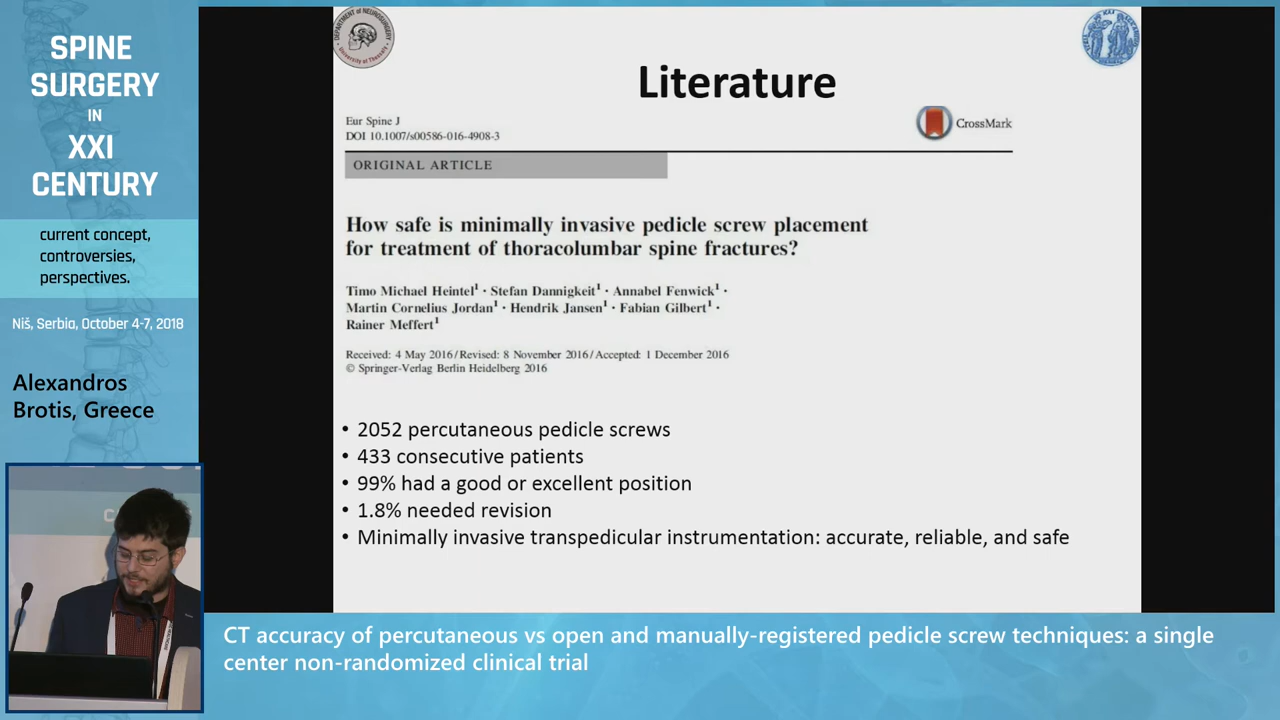 SPINE
SURGERY
IN
XXI
CENTURY
current concept,
controversies,
perspectives.
Niš, Serbia, October 4-7, 2018
Alexandros
Brotis, Greece
Literature
Eur Spine J
DOI 10.1007/s00586-016-4908-3
CrossMark
ORIGINAL ARTICLE
How safe is minimally invasive pedicle screw placement
for treatment of thoracolumbar spine fractures?
Timo Michael Heintel¹ · Stefan Dannigkeit¹ · Annabel Fenwick¹ ·
Martin Cornelius Jordan¹ · Hendrik Jansen¹ · Fabian Gilbert¹ ·
Rainer Meffert¹
Received: 4 May 2016 / Revised: 8 November 2016 / Accepted: 1 December 2016
© Springer-Verlag Berlin Heidelberg 2016
• 2052 percutaneous pedicle screws
• 433 consecutive patients
• 99% had a good or excellent position
• 1.8% needed revision
• Minimally invasive transpedicular instrumentation: accurate, reliable, and safe
CT accuracy of percutaneous vs open and manually-registered pedicle screw techniques: a single
center non-randomized clinical trial